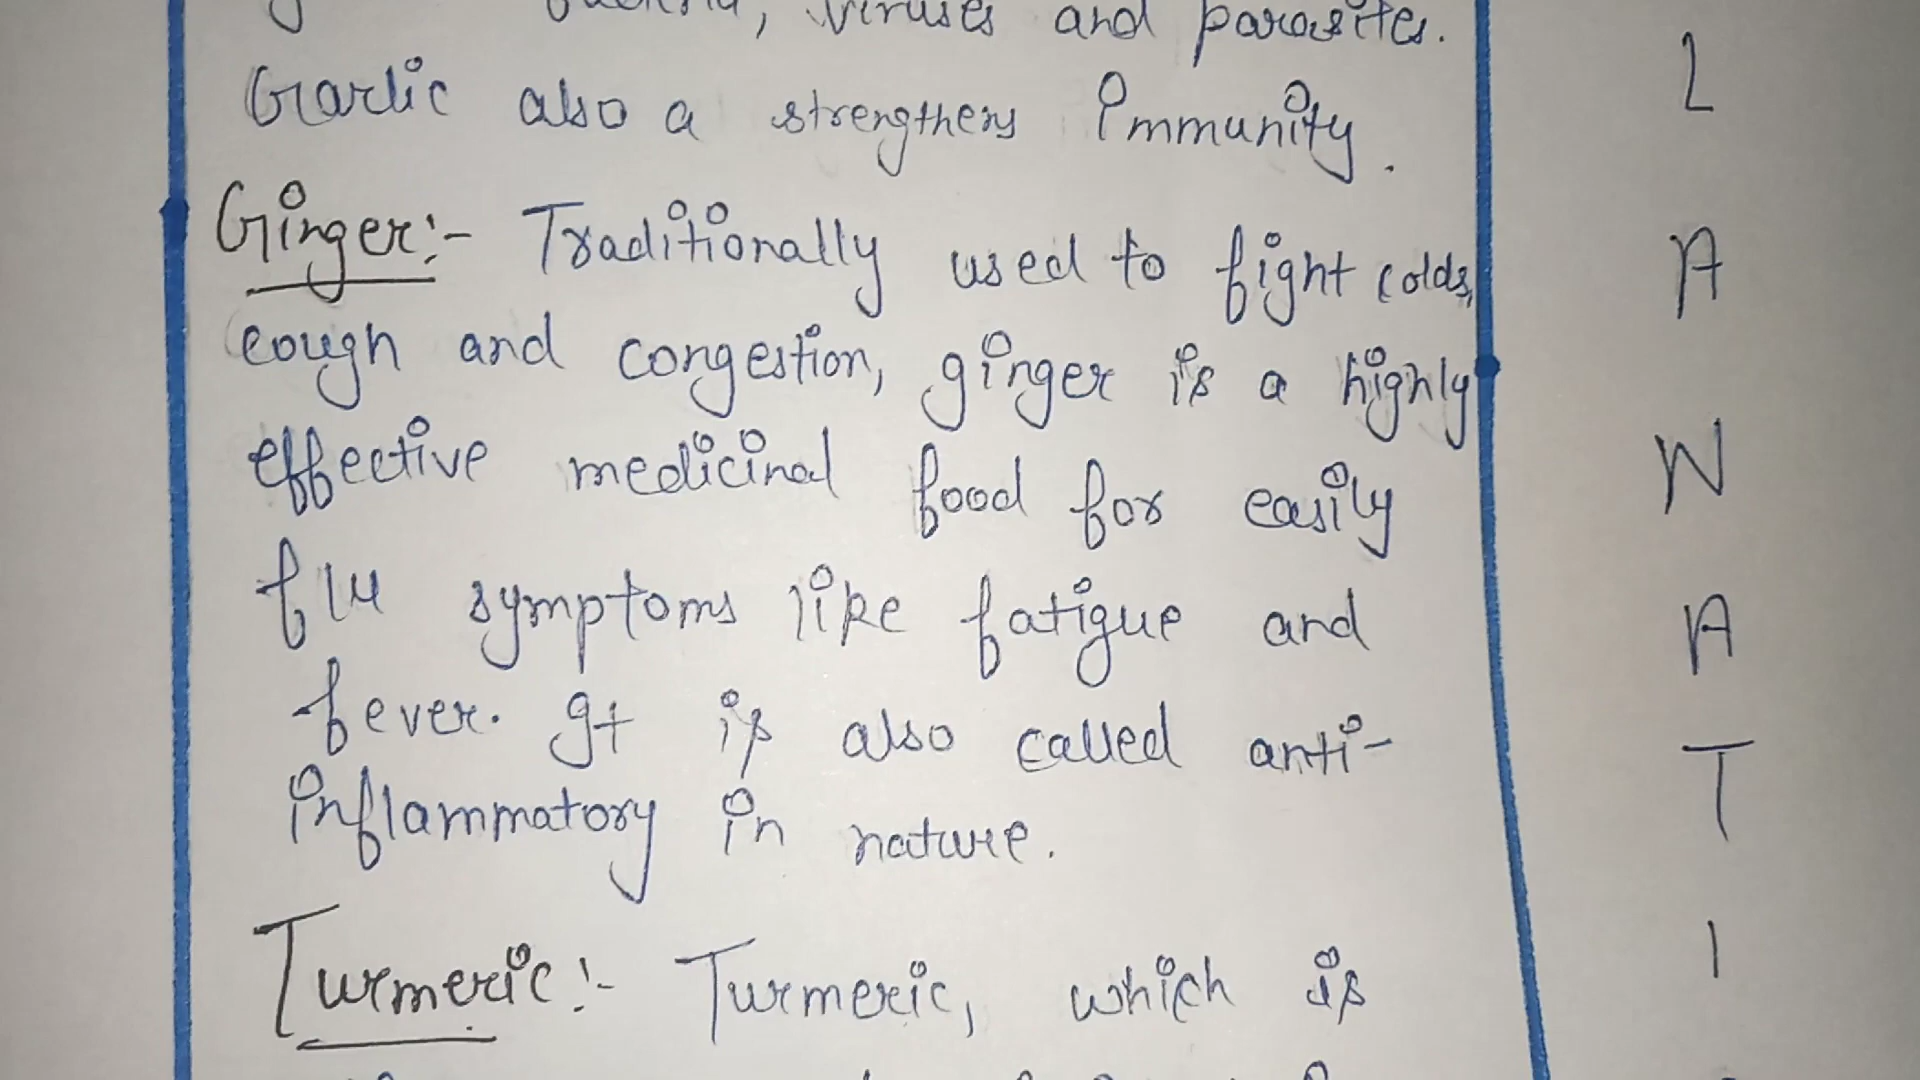 viruses and parasites.
Garlic also a strengthens immunity.
Ginger:- Traditionally used to fight colds,
cough and congestion, ginger is a highly
effective medicinal food for easily
flu symptoms like fatigue and
fever. It is also called anti-
inflammatory in nature.
Turmeric:- Turmeric, which is
L
A
W
A
T
I